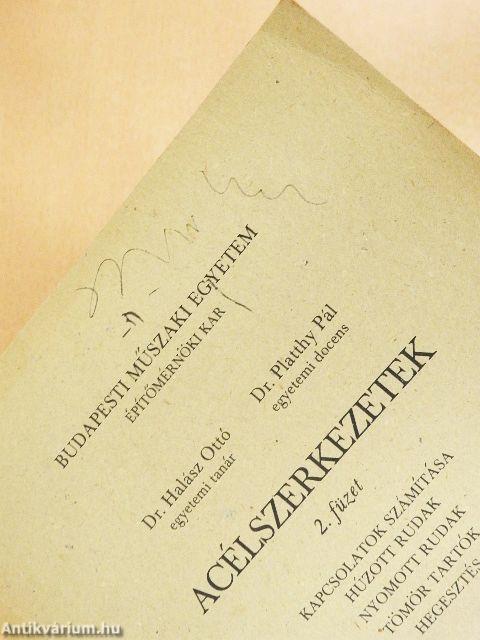 BUDAPESTI MŰSZAKI EGYETEM
ÉPÍTŐMÉRNÖKI KAR
Dr. Halász Ottó
egyetemi tanár
Dr. Platthy Pál
egyetemi docens
ACÉLSZERKEZETEK
2. füzet
KAPCSOLATOK SZÁMÍTÁSA
HÚZOTT RUDAK
NYOMOTT RUDAK
TÖMÖR TARTÓK
HEGESZTÉS
Antikvárium.hu